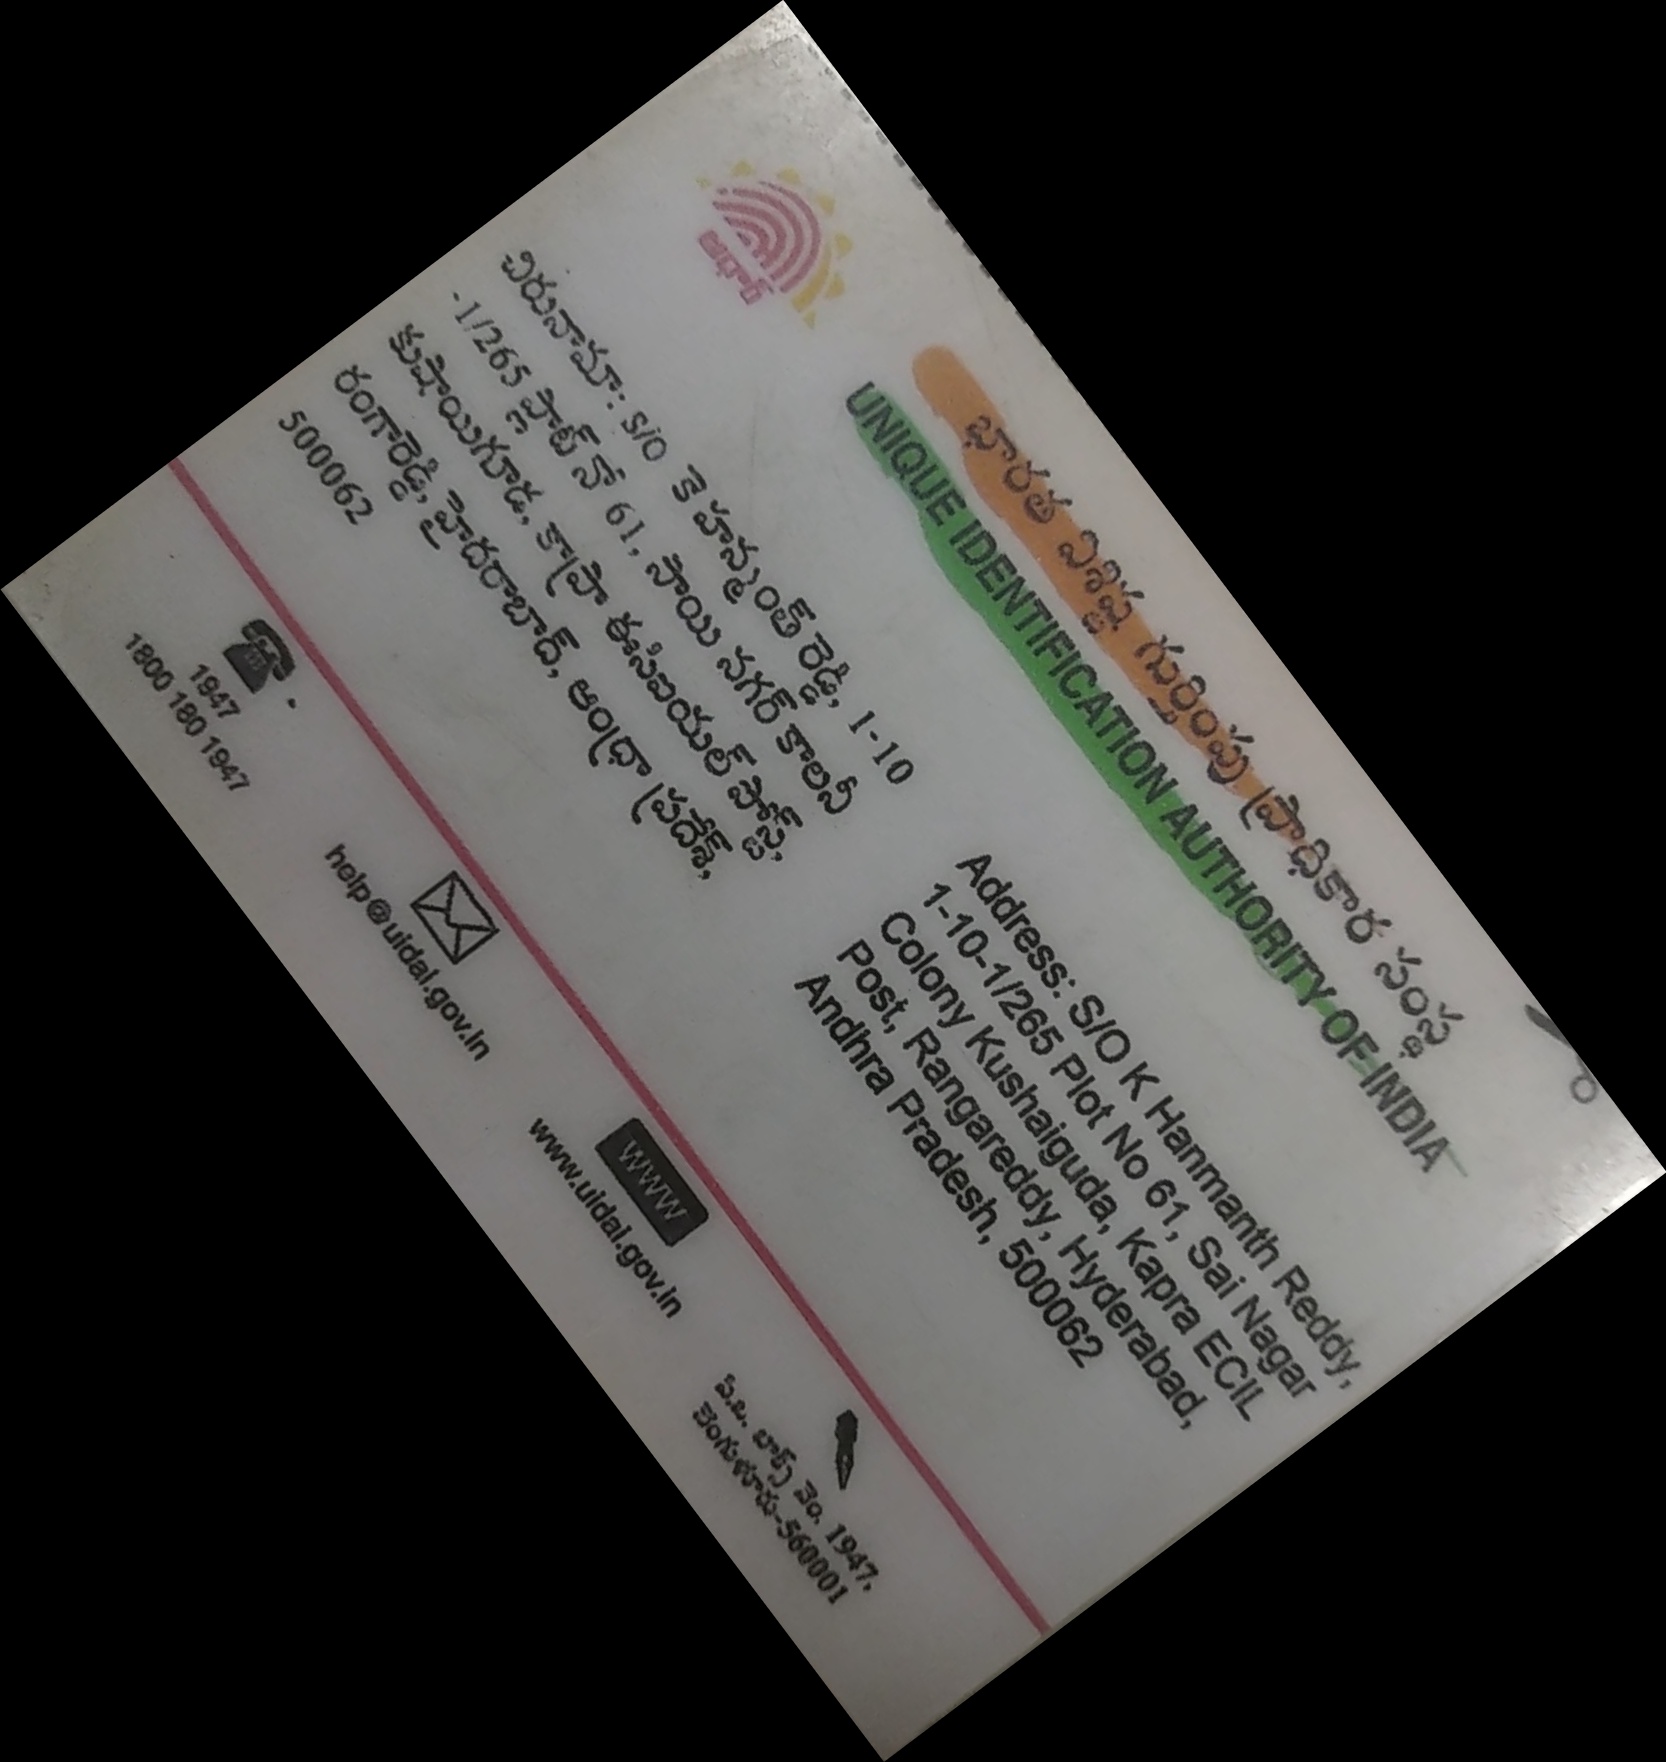 భారత విశిష్ట గుర్తింపు ప్రాధికార సంస్థ
UNIQUE IDENTIFICATION AUTHORITY OF INDIA
ఆధార్
చిరునామా: S/O కె హన్మంత్ రెడ్డి, 1-10
-1/265 ప్లాట్ నో 61, సాయి నగర్ కాలనీ
కుషాయిగూడ, కాప్రా ఈసిఐయల్ పోస్ట్,
రంగారెడ్డి, హైదరాబాద్, ఆంధ్రా ప్రదేశ్,
500062
Address: S/O K Hanmanth Reddy,
1-10-1/265 Plot No 61, Sai Nagar
Colony Kushaiguda, Kapra ECIL
Post, Rangareddy, Hyderabad,
Andhra Pradesh, 500062
1947
1800 180 1947
help@uidai.gov.in
WWW
www.uidai.gov.in
పి.బి. బాక్స్ నెం. 1947,
బెంగుళూరు-560001